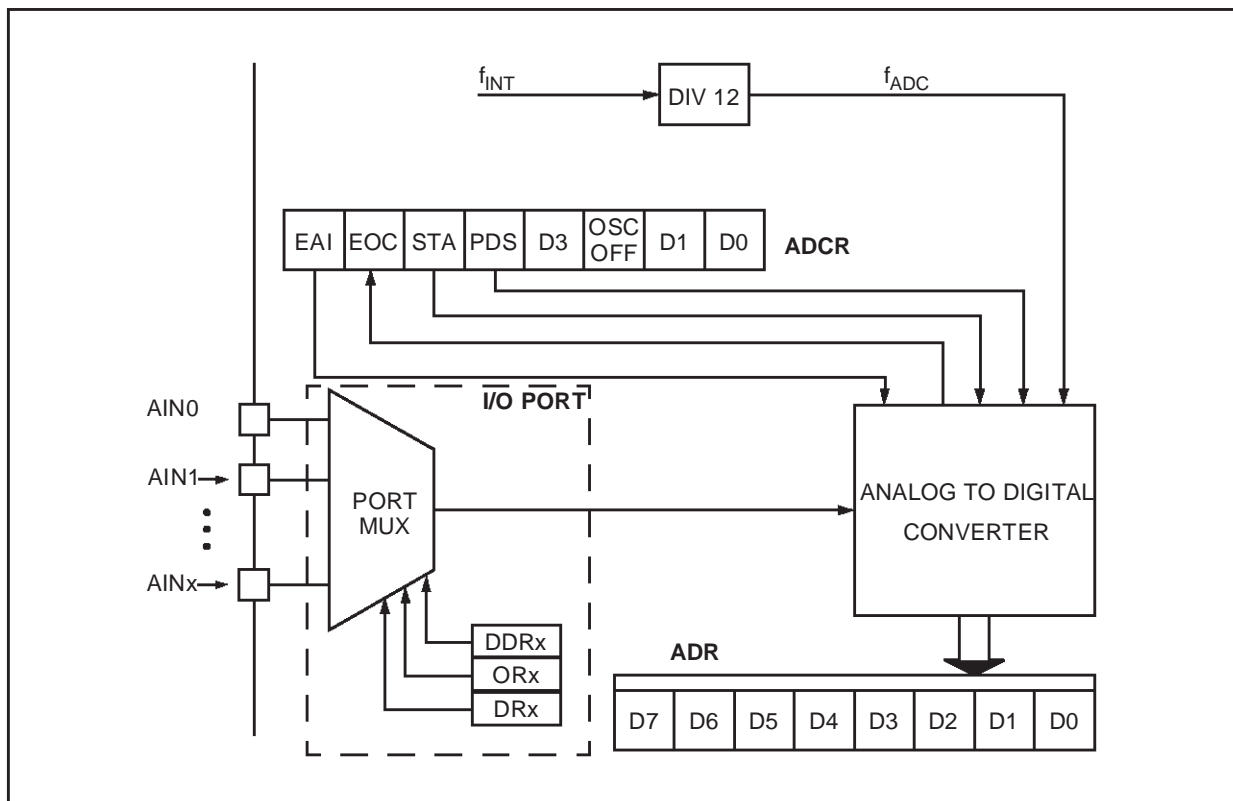 fINT
DIV 12
fADC
EAI EOC STA PDS D3 OSC OFF D1 D0
ADCR
I/O PORT
AIN0
AIN1
AINx
PORT
MUX
ANALOG TO DIGITAL
CONVERTER
DDRx
ORx
DRx
ADR
D7 D6 D5 D4 D3 D2 D1 D0